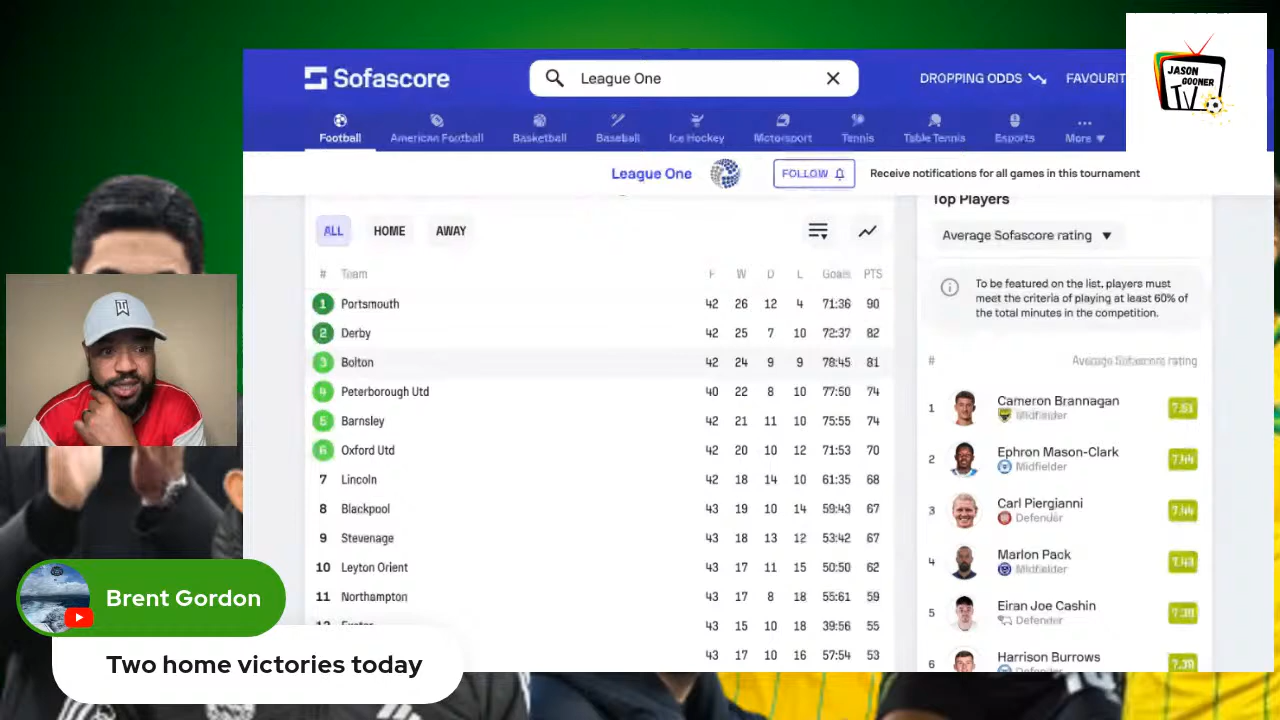 Sofascore
League One
DROPPING ODDS
FAVOURIT
JASON
GOONER
TV
Football
American Football
Basketball
Baseball
Ice Hockey
Motorsport
Tennis
Table Tennis
Esports
More
League One
FOLLOW
Receive notifications for all games in this tournament
ALL HOME AWAY
# Team P W D L Goals PTS
1 Portsmouth 42 26 12 4 71:36 90
2 Derby 42 25 7 10 72:37 82
3 Bolton 42 24 9 9 78:45 81
4 Peterborough Utd 40 22 8 10 77:50 74
5 Barnsley 42 21 11 10 75:55 74
6 Oxford Utd 42 20 10 12 71:53 70
7 Lincoln 42 18 14 10 61:35 68
8 Blackpool 43 19 10 14 59:43 67
9 Stevenage 43 18 13 12 53:42 67
10 Leyton Orient 43 17 11 15 50:50 62
11 Northampton 43 17 8 18 55:61 59
12 Exeter 43 15 10 18 39:56 55
43 17 10 16 57:54 53
Top Players
Average Sofascore rating
To be featured on the list, players must
meet the criteria of playing at least 60% of
the total minutes in the competition.
# Average Sofascore rating
1 Cameron Brannagan
Midfielder
2 Ephron Mason-Clark
Midfielder
3 Carl Piergianni
Defender
4 Marlon Pack
Midfielder
5 Eiran Joe Cashin
Defender
6 Harrison Burrows
Brent Gordon
Two home victories today